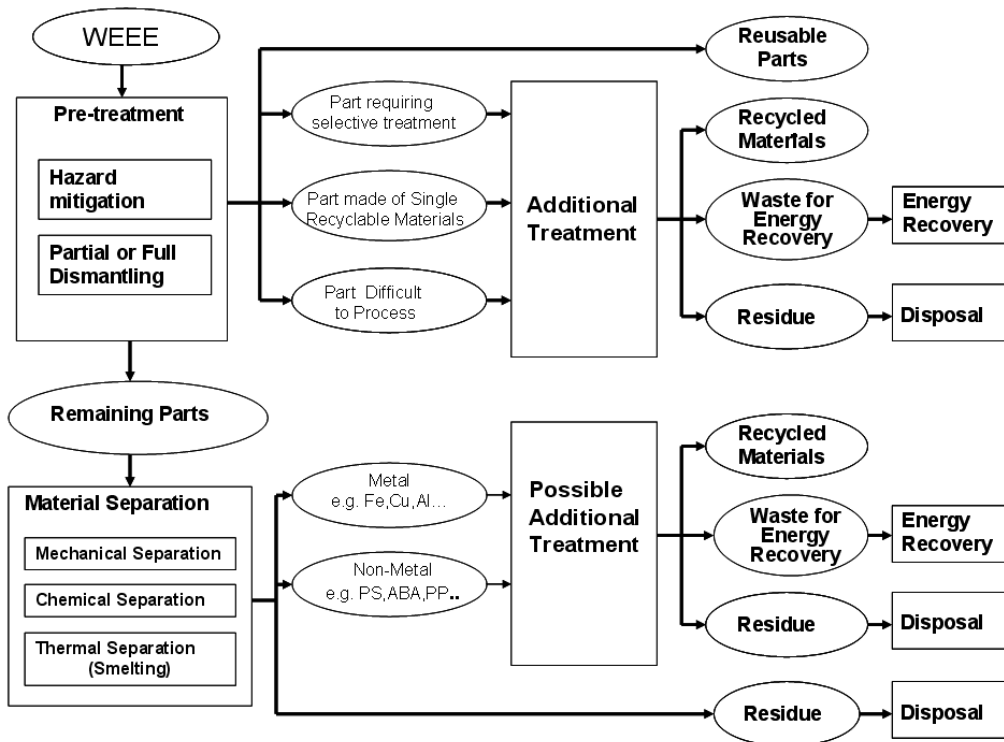 WEEE
Pre-treatment
Hazard
mitigation
Partial or Full
Dismantling
Part requiring
selective treatment
Part made of Single
Recyclable Materials
Part Difficult
to Process
Additional
Treatment
Reusable
Parts
Recycled
Materials
Waste for
Energy
Recovery
Energy
Recovery
Residue
Disposal
Remaining Parts
Material Separation
Mechanical Separation
Chemical Separation
Thermal Separation
(Smelting)
Metal
e.g. Fe,Cu,Al...
Non-Metal
e.g. PS,ABA,PP..
Possible
Additional
Treatment
Recycled
Materials
Waste for
Energy
Recovery
Energy
Recovery
Residue
Disposal
Residue
Disposal